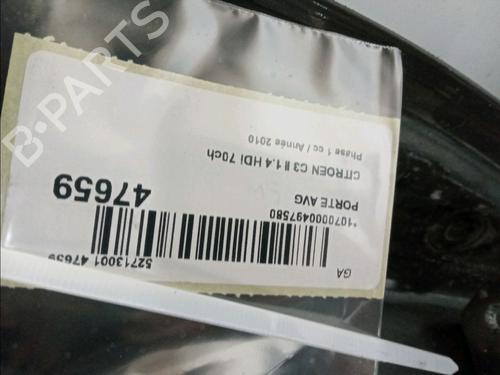 GA
52713001 47659
*1070000497580
PORTE AVG
47659
CITROEN C3 II 1.4 HDi 70ch
Phase 1 cc / Année 2010
B-PARTS